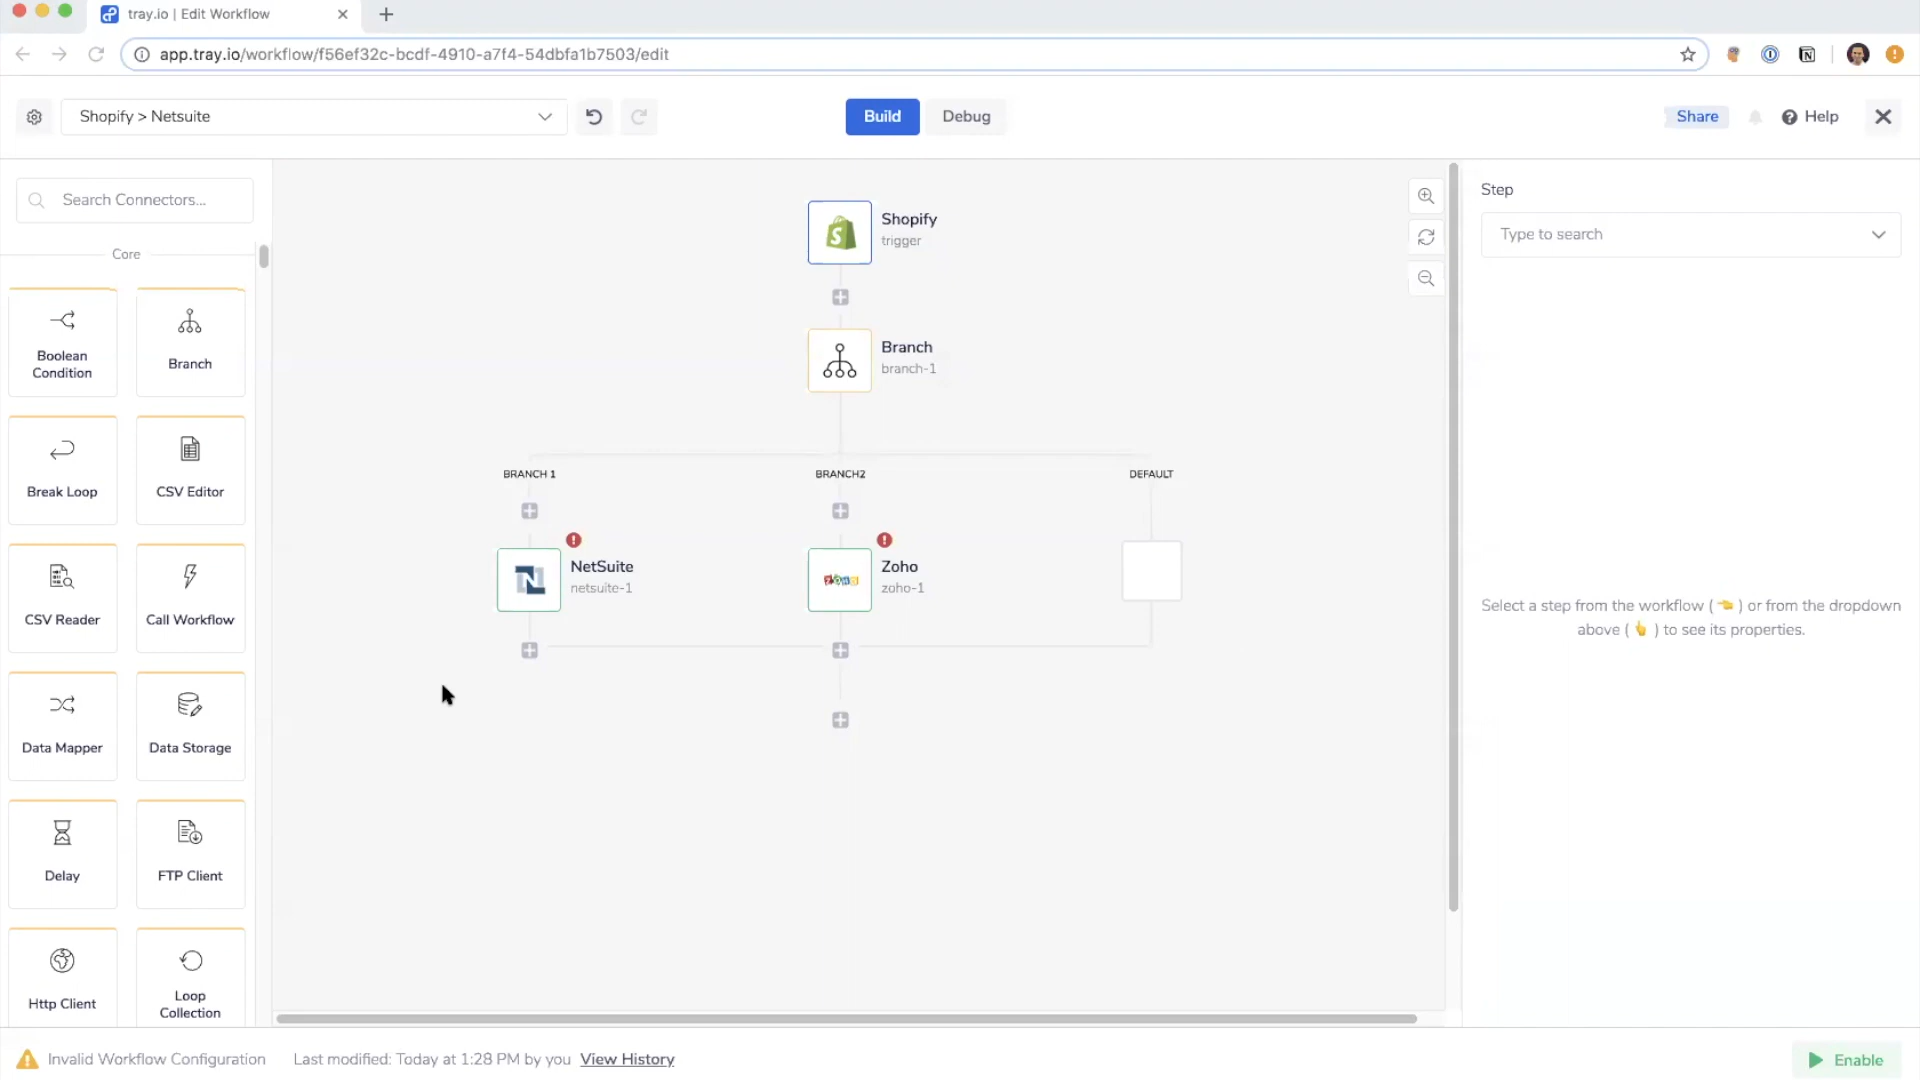 tray.io | Edit Workflow
app.tray.io/workflow/f56ef32c-bcdf-4910-a7f4-54dbfa1b7503/edit
Shopify > Netsuite
Build
Debug
Share
Help
Search Connectors...
Core
Boolean
Condition
Branch
Break Loop
CSV Editor
CSV Reader
Call Workflow
Data Mapper
Data Storage
Delay
FTP Client
Http Client
Loop
Collection
Shopify
trigger
Branch
branch-1
BRANCH 1
BRANCH2
DEFAULT
NetSuite
netsuite-1
ZOHO
Zoho
zoho-1
Step
Type to search
Select a step from the workflow ( 👈 ) or from the dropdown
above ( 👆 ) to see its properties.
Invalid Workflow Configuration
Last modified: Today at 1:28 PM by you View History
Enable